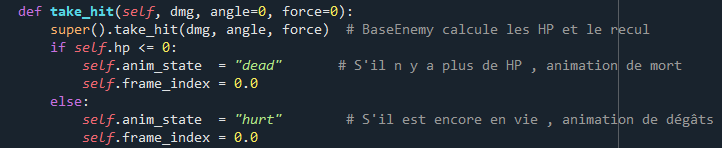 def take_hit(self, dmg, angle=0, force=0):
    super().take_hit(dmg, angle, force)  # BaseEnemy calcule les HP et le recul
    if self.hp <= 0:
        self.anim_state  = "dead"       # S'il n y a plus de HP , animation de mort
        self.frame_index = 0.0
    else:
        self.anim_state  = "hurt"        # S'il est encore en vie , animation de dégâts
        self.frame_index = 0.0